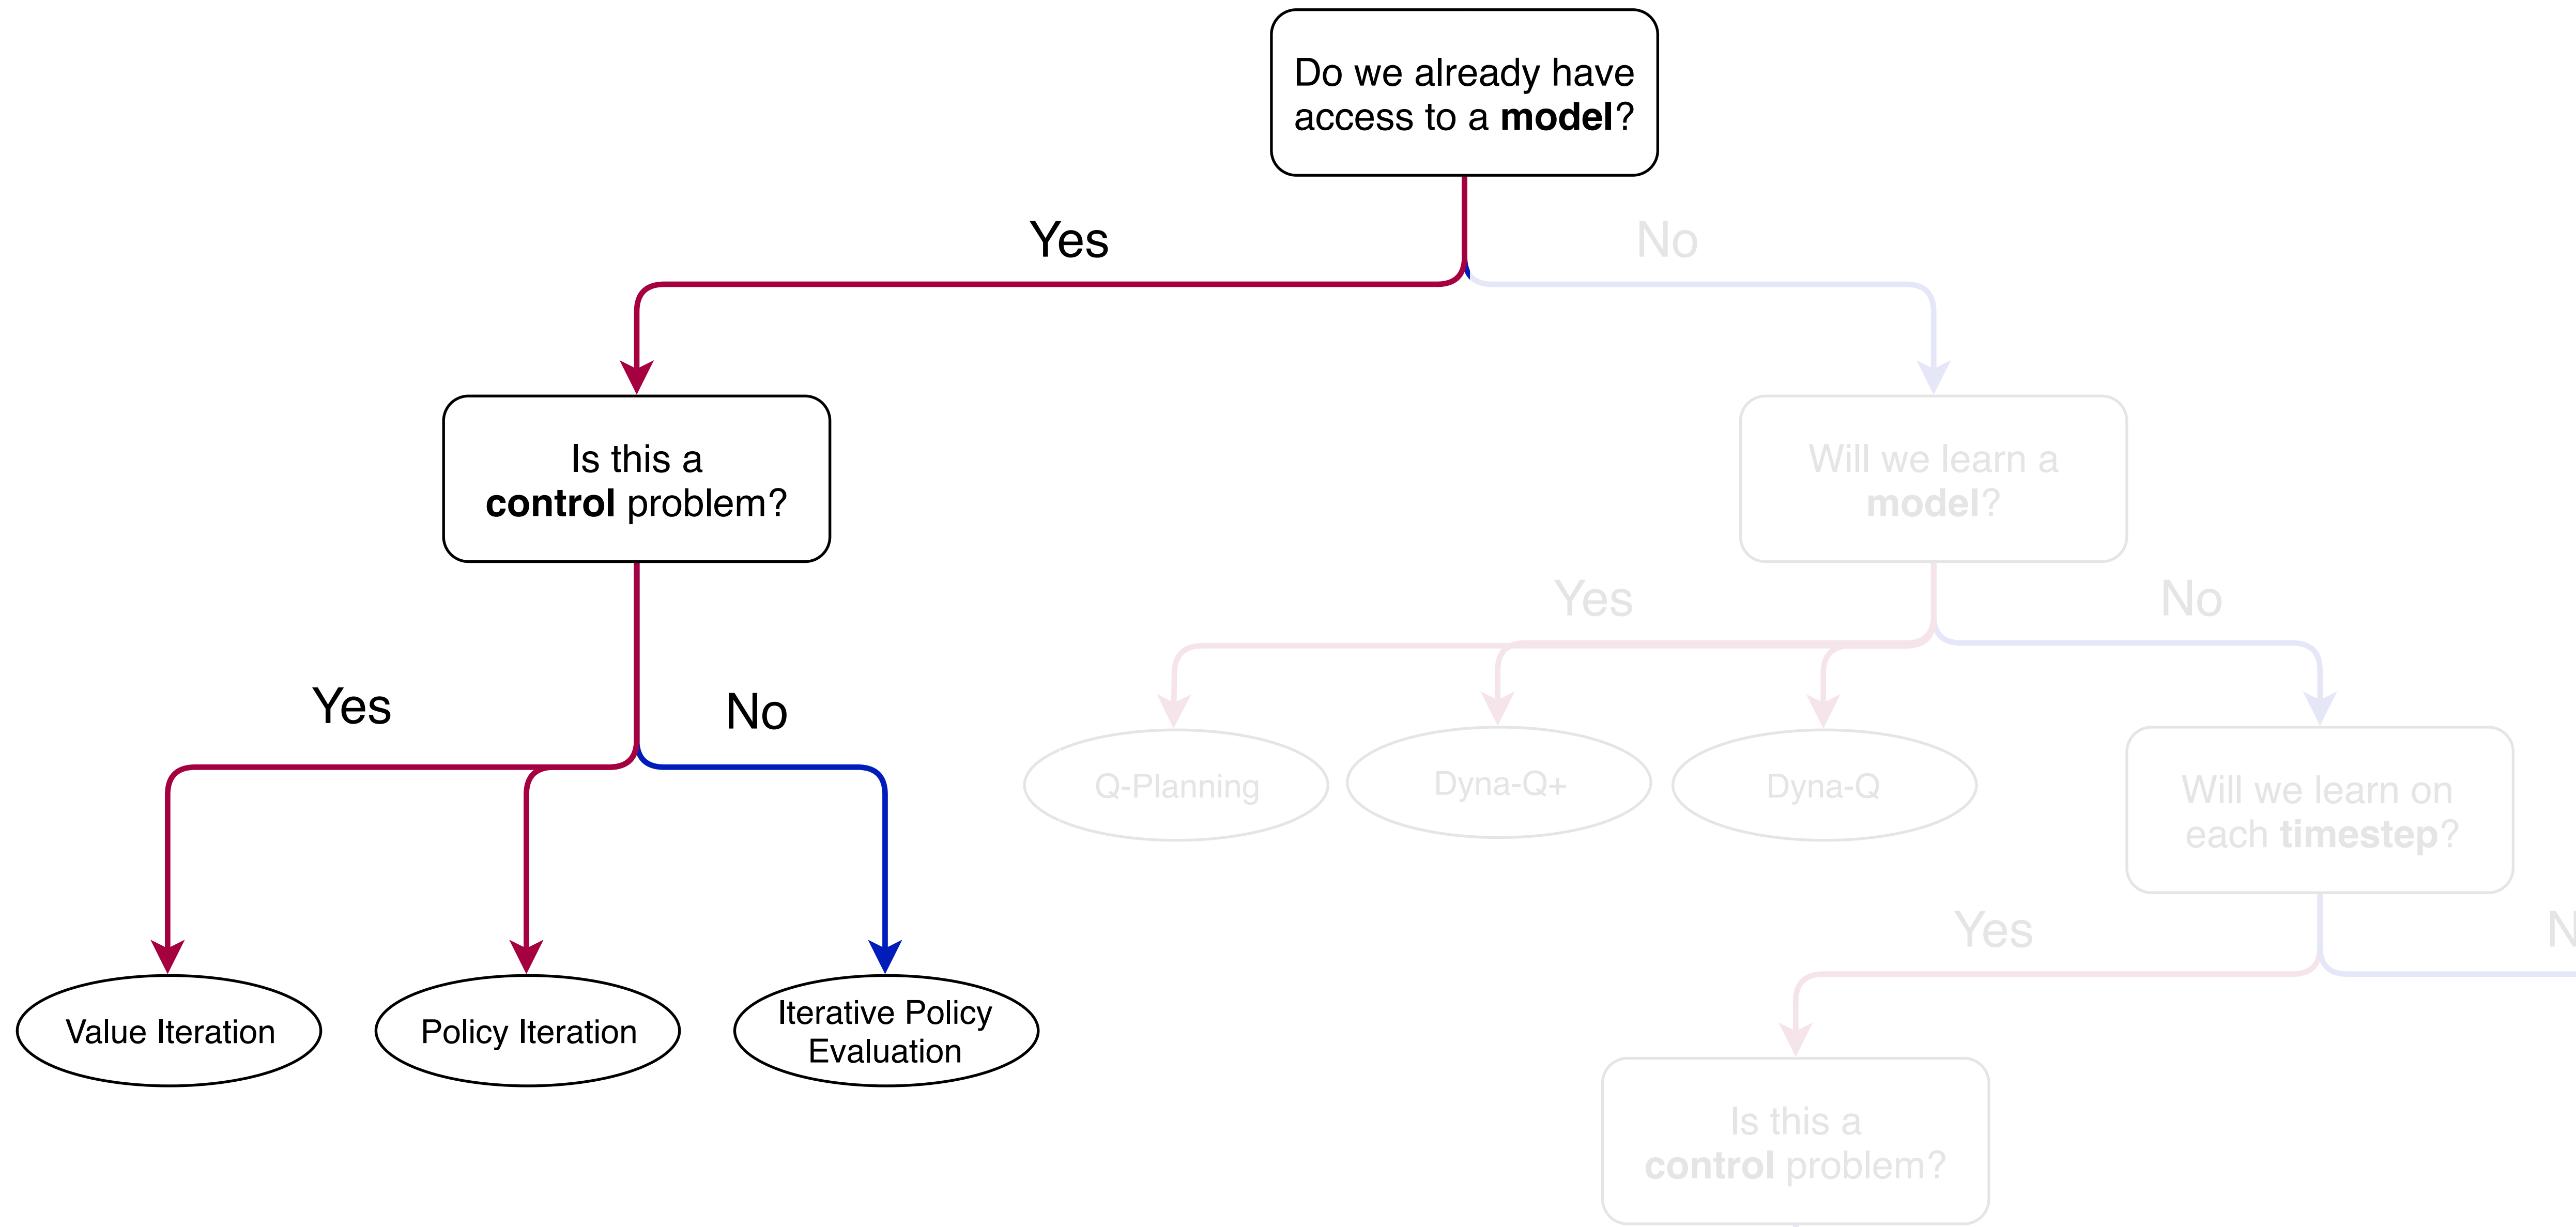 Do we already have
access to a model?
Yes
No
Is this a
control problem?
Will we learn a
model?
Yes
No
Yes
No
Q-Planning
Dyna-Q+
Dyna-Q
Will we learn on
each timestep?
Yes
Value Iteration
Policy Iteration
Iterative Policy
Evaluation
Is this a
control problem?